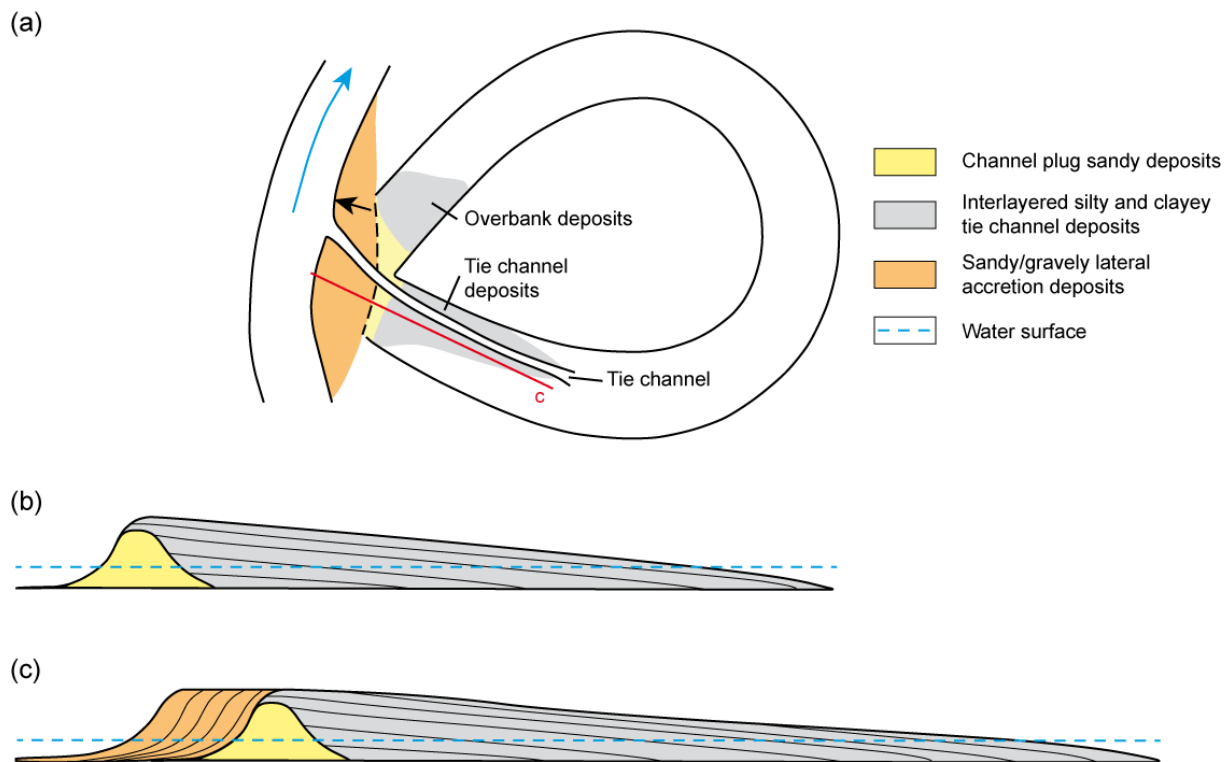 (a)
Overbank deposits
Tie channel
deposits
Tie channel
c
Channel plug sandy deposits
Interlayered silty and clayey
tie channel deposits
Sandy/gravely lateral
accretion deposits
Water surface
(b)
(c)